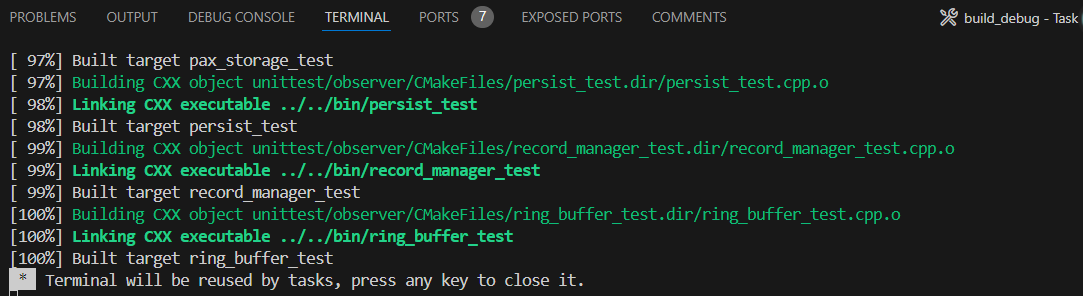 PROBLEMS OUTPUT DEBUG CONSOLE TERMINAL PORTS 7 EXPOSED PORTS COMMENTS build_debug - Task
[ 97%] Built target pax_storage_test
[ 97%] Building CXX object unittest/observer/CMakeFiles/persist_test.dir/persist_test.cpp.o
[ 98%] Linking CXX executable ../../bin/persist_test
[ 98%] Built target persist_test
[ 99%] Building CXX object unittest/observer/CMakeFiles/record_manager_test.dir/record_manager_test.cpp.o
[ 99%] Linking CXX executable ../../bin/record_manager_test
[ 99%] Built target record_manager_test
[100%] Building CXX object unittest/observer/CMakeFiles/ring_buffer_test.dir/ring_buffer_test.cpp.o
[100%] Linking CXX executable ../../bin/ring_buffer_test
[100%] Built target ring_buffer_test
* Terminal will be reused by tasks, press any key to close it.